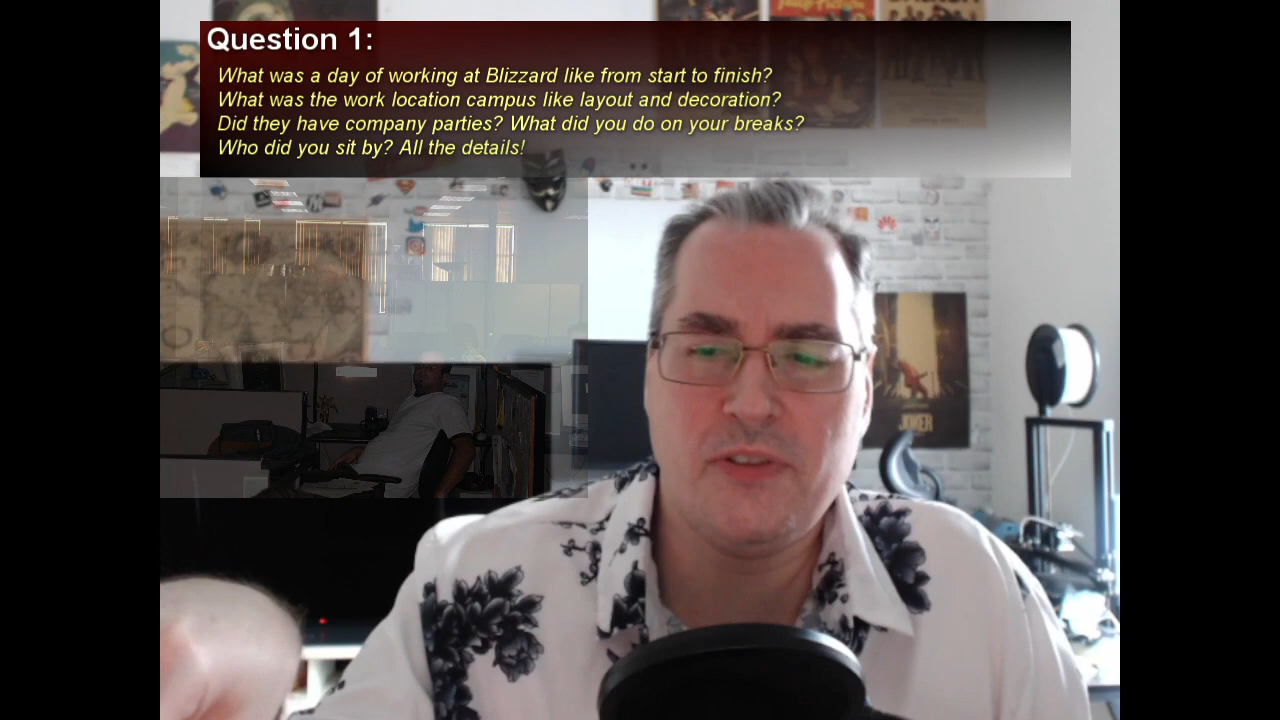 Question 1:
What was a day of working at Blizzard like from start to finish?
What was the work location campus like layout and decoration?
Did they have company parties? What did you do on your breaks?
Who did you sit by? All the details!
JOKER